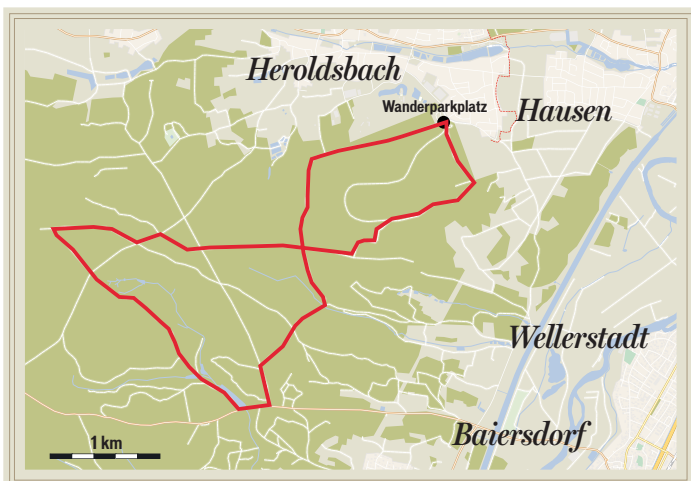 Heroldsbach
Wanderparkplatz
Hausen
Wellerstadt
Baiersdorf
1 km